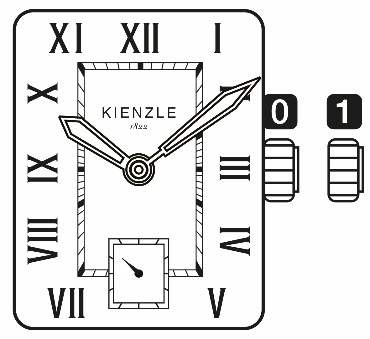 XI XII I
X
KIENZLE
1822
0 1
IX III
VIII IV
VII V